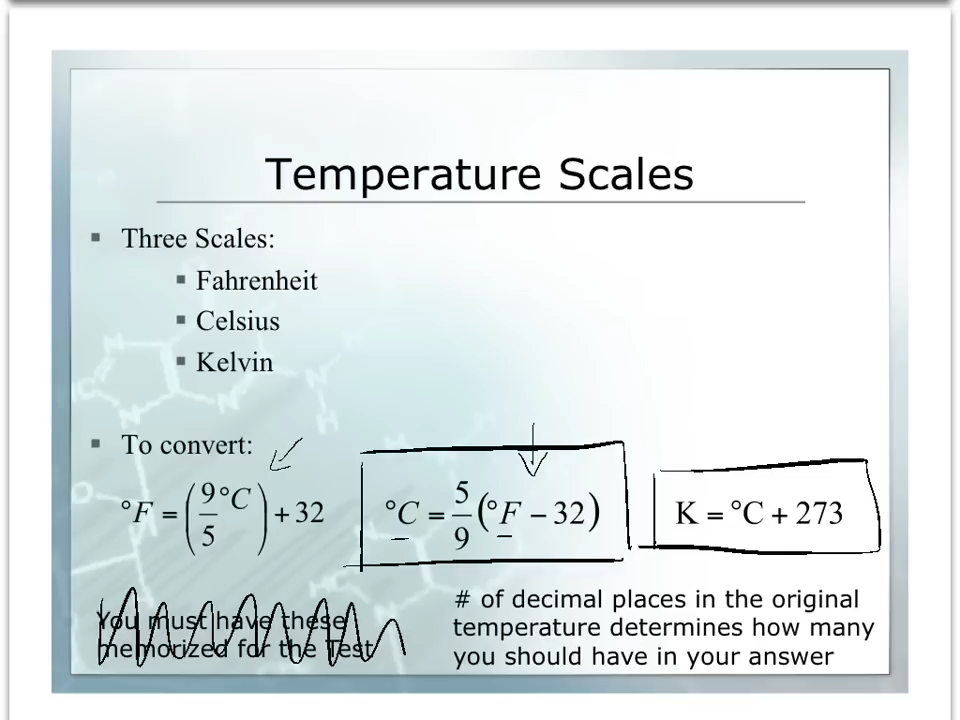 Temperature Scales
▪ Three Scales:
▪ Fahrenheit
▪ Celsius
▪ Kelvin
▪ To convert:
°F = (9/5 °C) + 32
°C = 5/9 (°F − 32)
K = °C + 273
You must have these
memorized for the Test
# of decimal places in the original
temperature determines how many
you should have in your answer